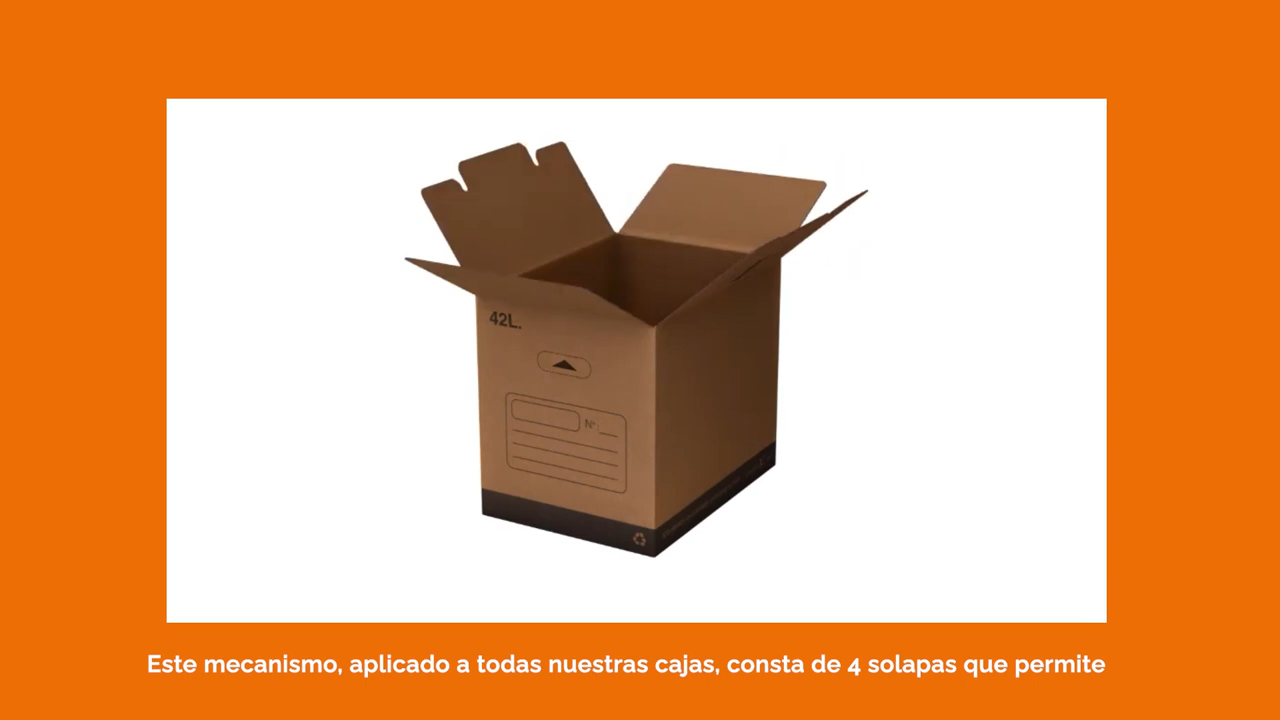 42L.
Nº:
Este mecanismo, aplicado a todas nuestras cajas, consta de 4 solapas que permite